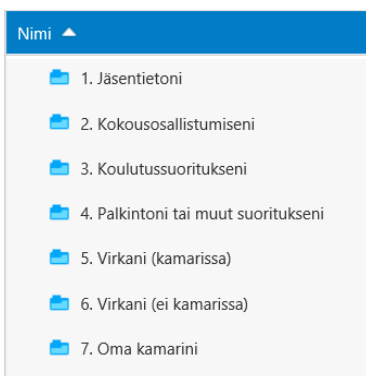 Nimi
1. Jäsentietoni
2. Kokousosallistumiseni
3. Koulutussuoritukseni
4. Palkintoni tai muut suoritukseni
5. Virkani (kamarissa)
6. Virkani (ei kamarissa)
7. Oma kamarini